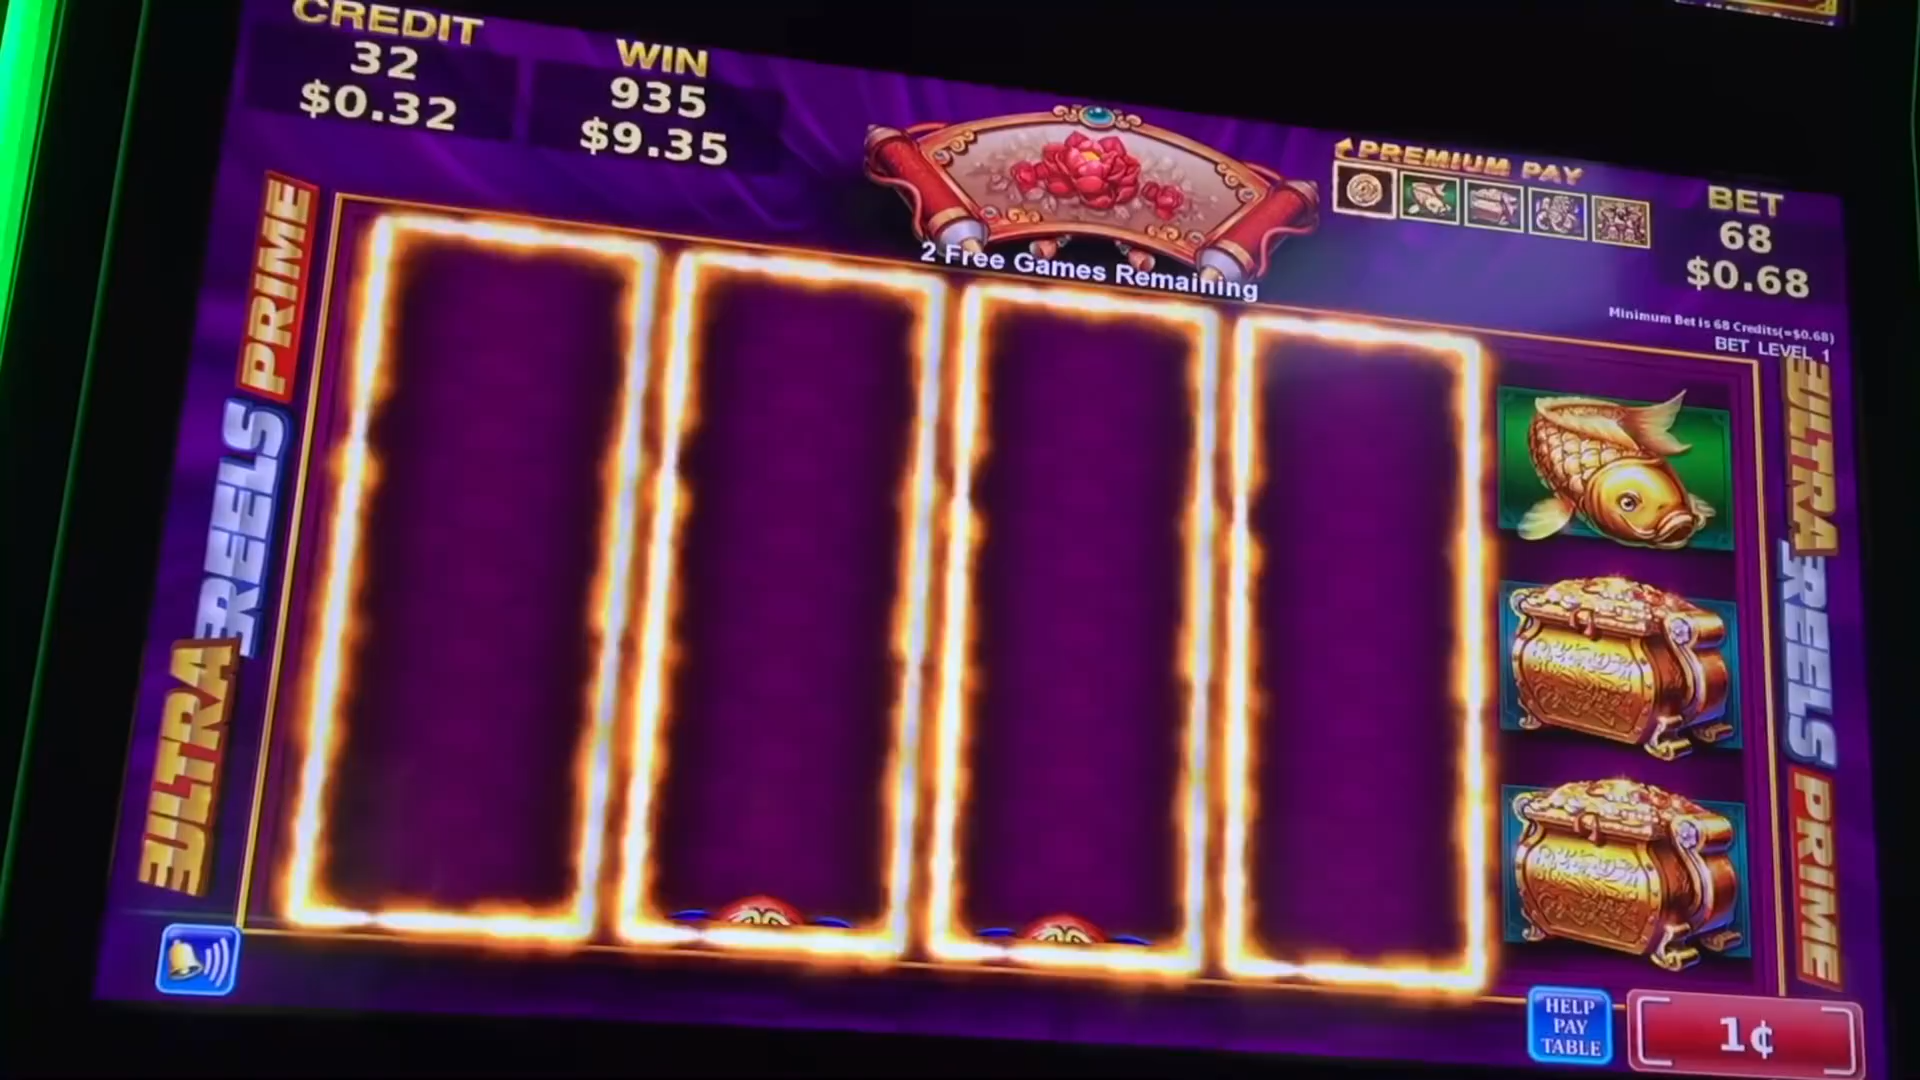 CREDIT
32
$0.32
WIN
935
$9.35
PREMIUM PAY
BET
68
$0.68
2 Free Games Remaining
Minimum Bet is 68 Credits(=$0.68)
BET LEVEL 1
ULTRA REELS PRIME
ULTRA REELS PRIME
HELP
PAY
TABLE
1¢